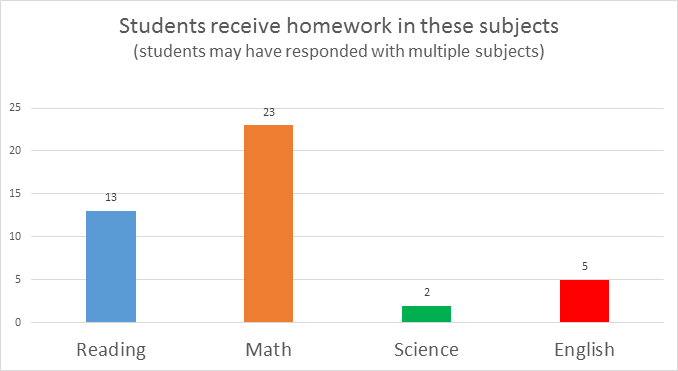 Students receive homework in these subjects
(students may have responded with multiple subjects)
25
20
15
10
5
0
13
23
2
5
Reading
Math
Science
English